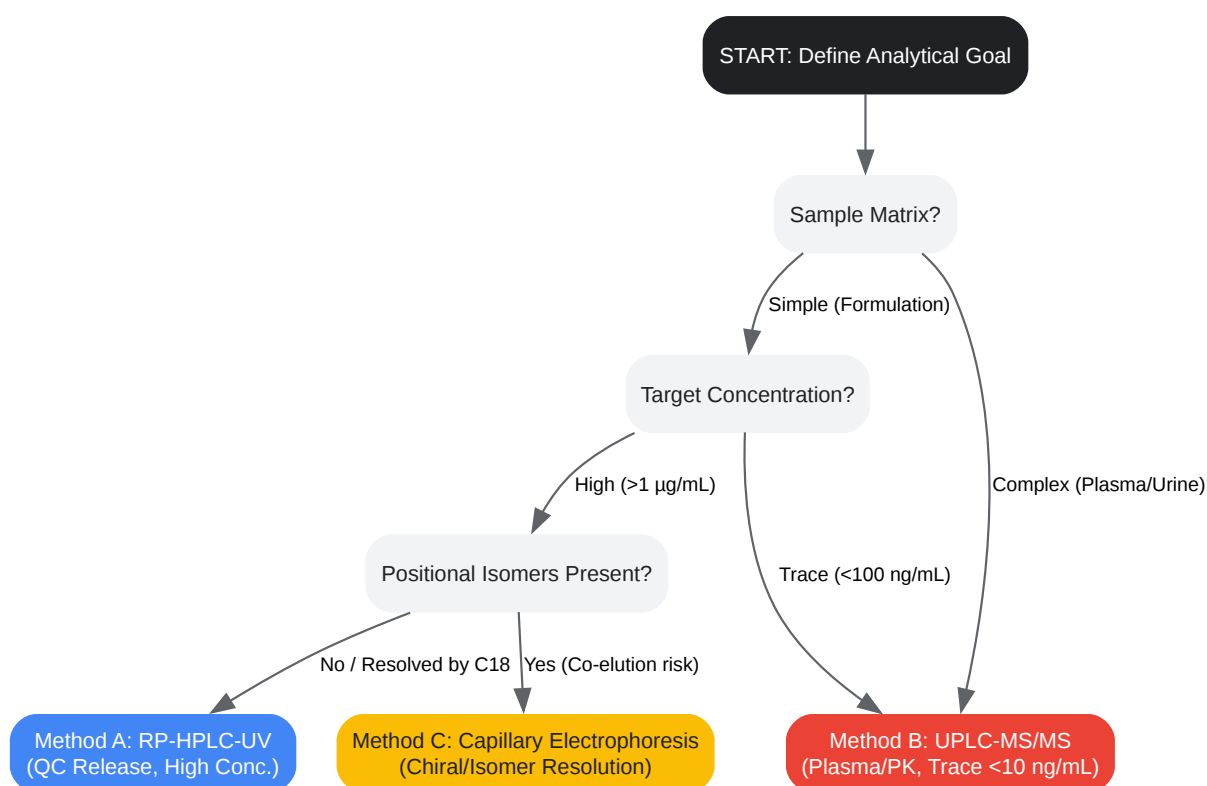 START: Define Analytical Goal
Sample Matrix?
Simple (Formulation)
Target Concentration?
High (>1 µg/mL)
Complex (Plasma/Urine)
Positional Isomers Present?
Trace (<100 ng/mL)
No / Resolved by C18
Yes (Co-elution risk)
Method A: RP-HPLC-UV
(QC Release, High Conc.)
Method C: Capillary Electrophoresis
(Chiral/Isomer Resolution)
Method B: UPLC-MS/MS
(Plasma/PK, Trace <10 ng/mL)